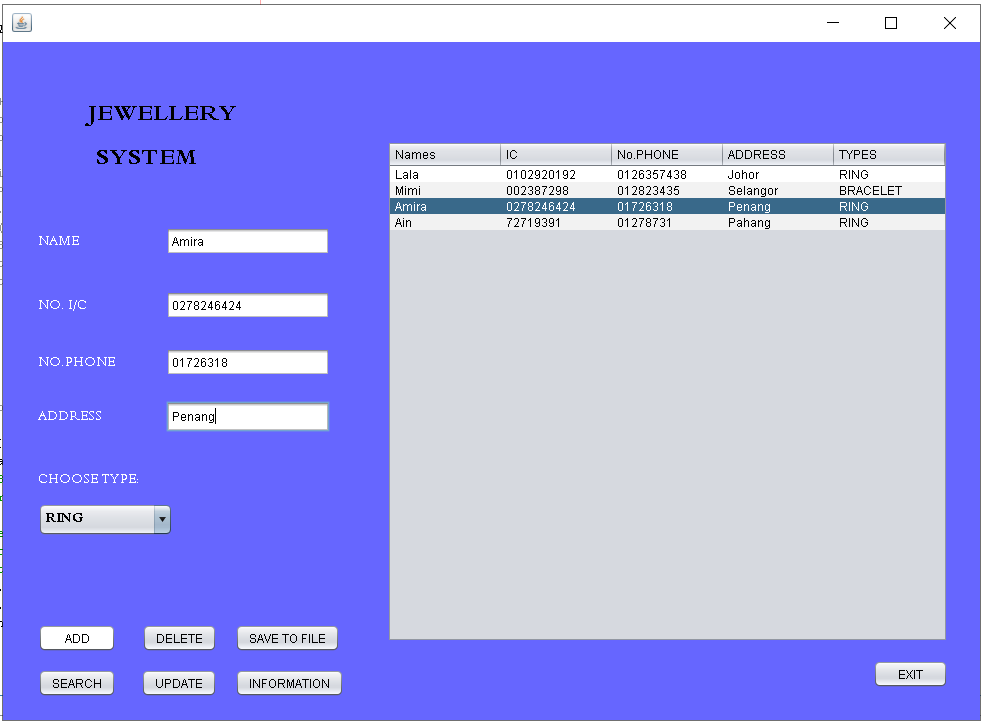 JEWELLERY
SYSTEM
NAME Amira
NO. I/C 0278246424
NO.PHONE 01726318
ADDRESS Penang
CHOOSE TYPE:
RING
ADD DELETE SAVE TO FILE
SEARCH UPDATE INFORMATION
Names IC No.PHONE ADDRESS TYPES
Lala 0102920192 0126357438 Johor RING
Mimi 002387298 012823435 Selangor BRACELET
Amira 0278246424 01726318 Penang RING
Ain 72719391 01278731 Pahang RING
EXIT